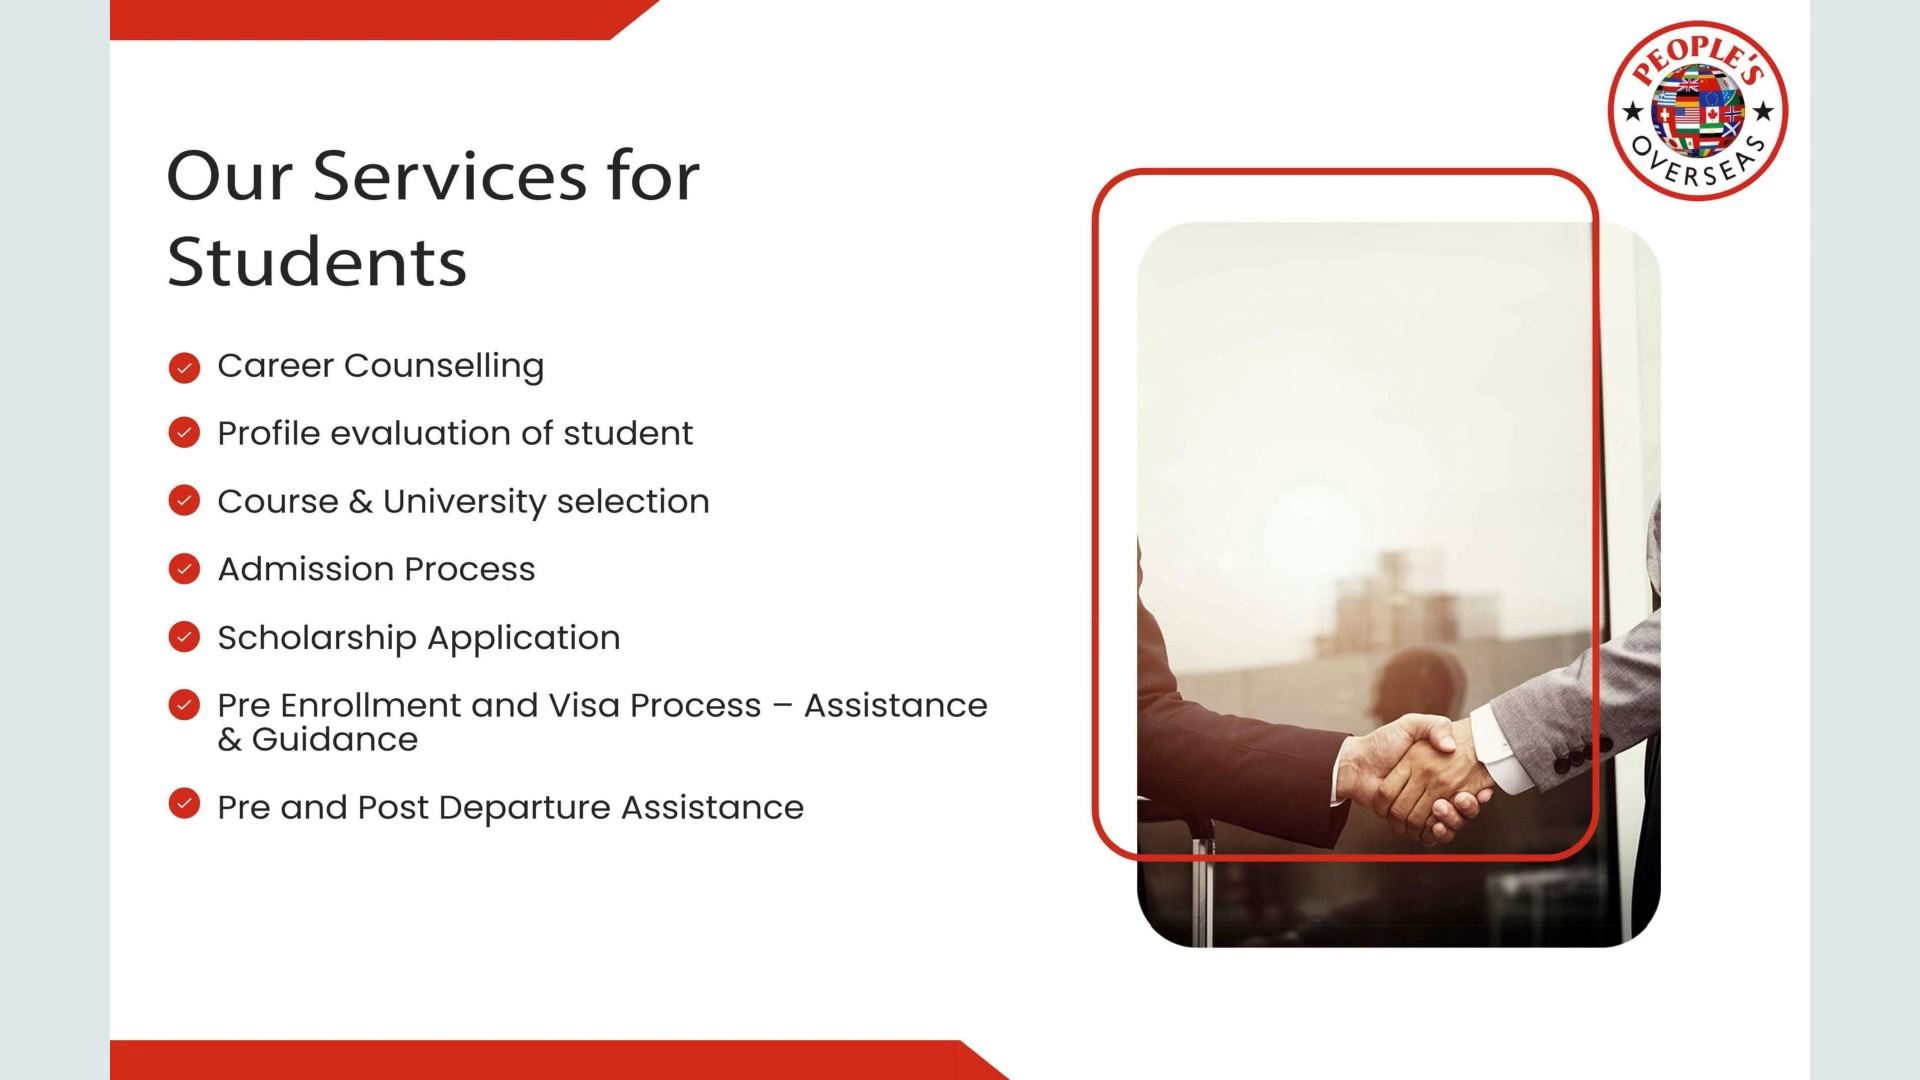 PEOPLE'S
OVERSEAS
Our Services for
Students
Career Counselling
Profile evaluation of student
Course & University selection
Admission Process
Scholarship Application
Pre Enrollment and Visa Process – Assistance
& Guidance
Pre and Post Departure Assistance